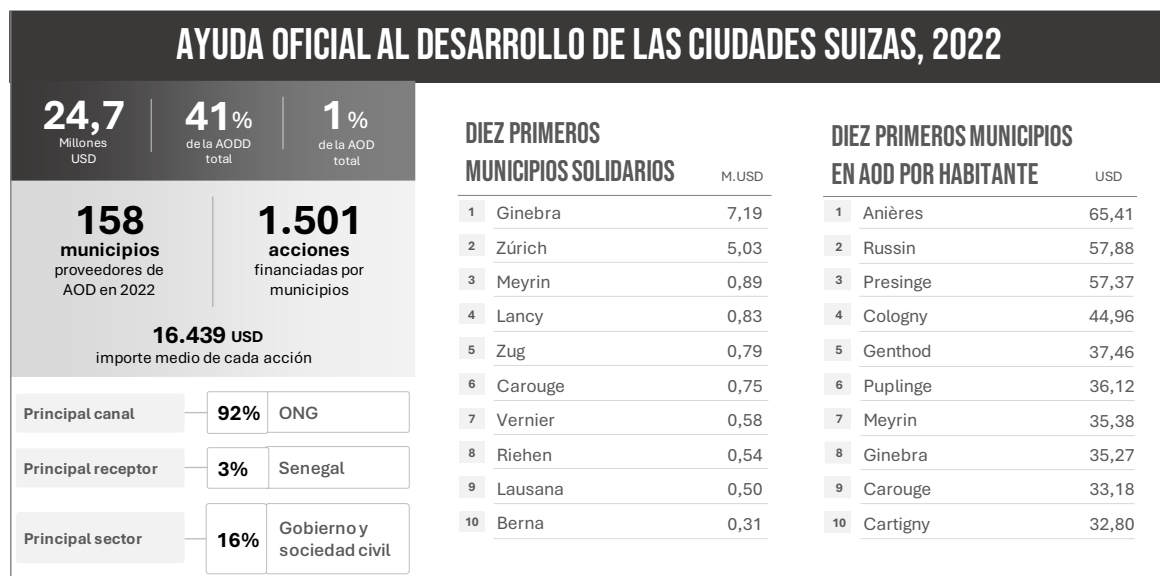 AYUDA OFICIAL AL DESARROLLO DE LAS CIUDADES SUIZAS, 2022
24,7
Millones
USD
41%
de la AODD
total
1 %
de la AOD
total
158
municipios
proveedores de
AOD en 2022
1.501
acciones
financiadas por
municipios
16.439 USD
importe medio de cada acción
Principal canal 92% ONG
Principal receptor 3% Senegal
Principal sector 16% Gobierno y
sociedad civil
DIEZ PRIMEROS
MUNICIPIOS SOLIDARIOS M.USD
1 Ginebra 7,19
2 Zúrich 5,03
3 Meyrin 0,89
4 Lancy 0,83
5 Zug 0,79
6 Carouge 0,75
7 Vernier 0,58
8 Riehen 0,54
9 Lausana 0,50
10 Berna 0,31
DIEZ PRIMEROS MUNICIPIOS
EN AOD POR HABITANTE USD
1 Anières 65,41
2 Russin 57,88
3 Presinge 57,37
4 Cologny 44,96
5 Genthod 37,46
6 Puplinge 36,12
7 Meyrin 35,38
8 Ginebra 35,27
9 Carouge 33,18
10 Cartigny 32,80